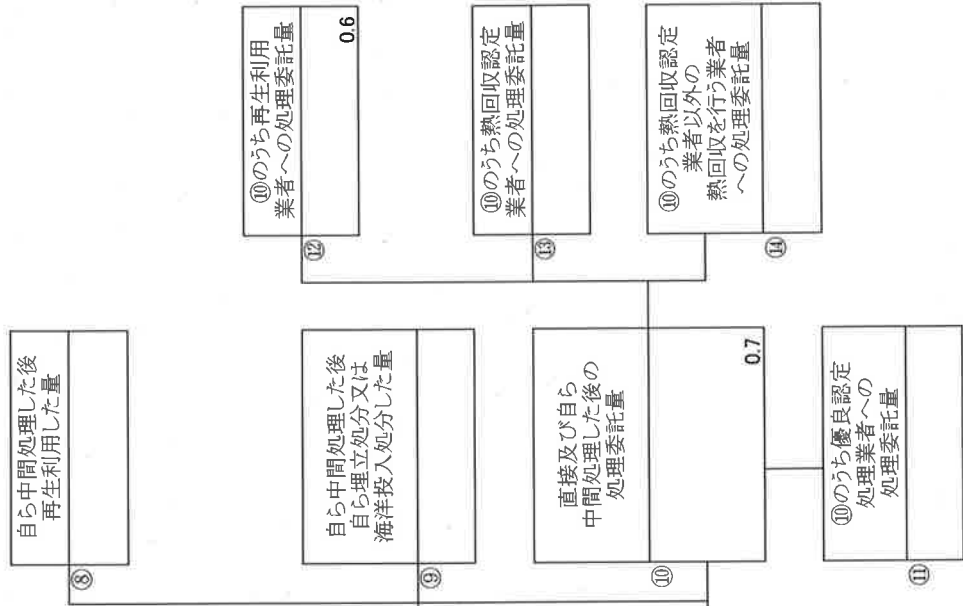 ⑧
自ら中間処理した後
再生利用した量
⑨
自ら中間処理した後
自ら埋立処分又は
海洋投入処分した量
⑩
直接及び自ら
中間処理した後の
処理委託量
0.7
⑪
⑩のうち優良認定
処理業者への
処理委託量
⑫
⑩のうち再生利用
業者への処理委託量
0.6
⑬
⑩のうち熱回収認定
業者への処理委託量
⑭
⑩のうち熱回収認定
業者以外の
熱回収を行う業者
への処理委託量